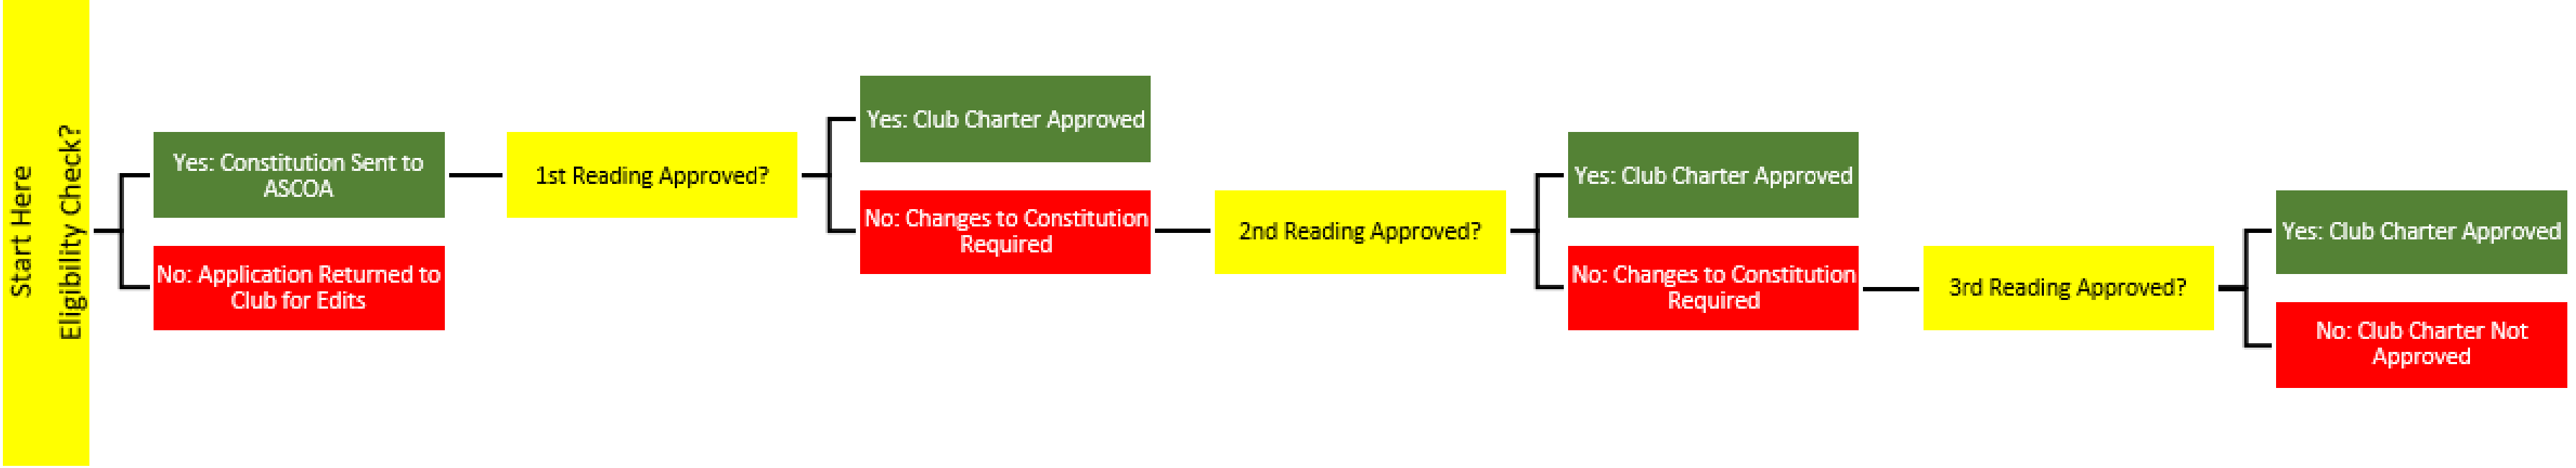 Start Here
Eligibility Check?
Yes: Constitution Sent to
ASCOA
No: Application Returned to
Club for Edits
1st Reading Approved?
Yes: Club Charter Approved
No: Changes to Constitution
Required
2nd Reading Approved?
Yes: Club Charter Approved
No: Changes to Constitution
Required
3rd Reading Approved?
Yes: Club Charter Approved
No: Club Charter Not
Approved